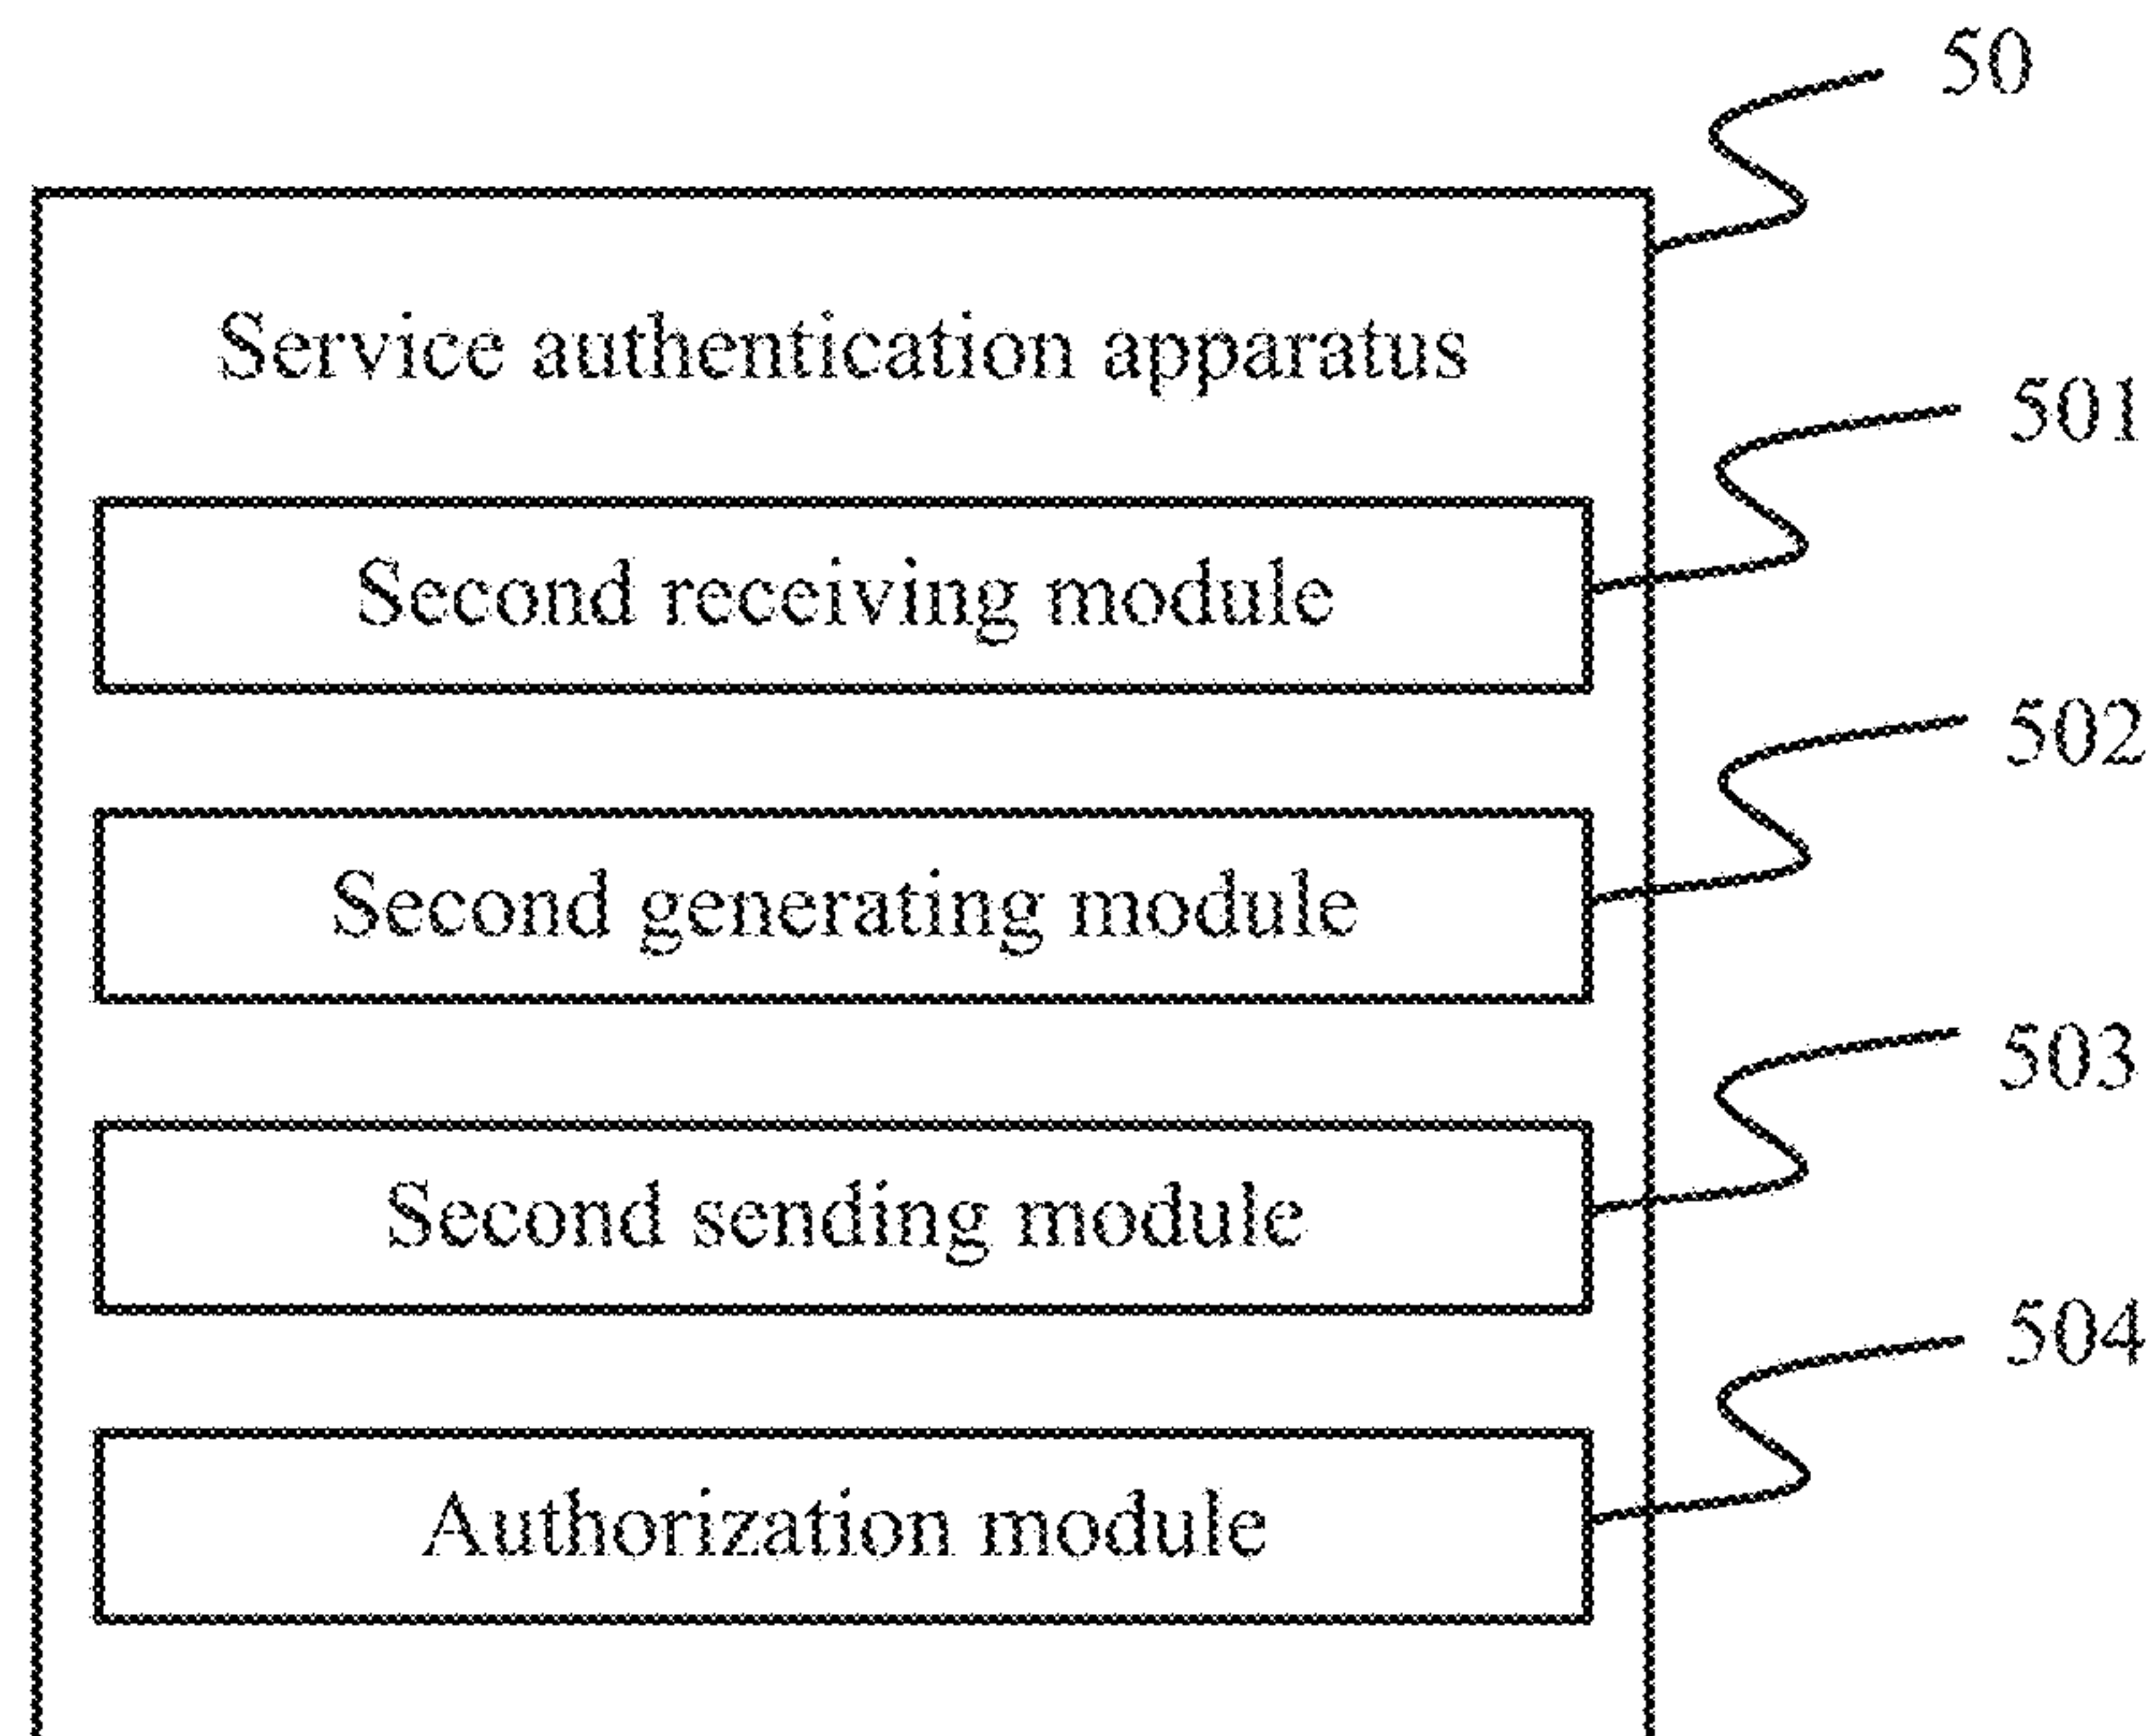 50
Service authentication apparatus
501
Second receiving module
502
Second generating module
503
Second sending module
504
Authorization module